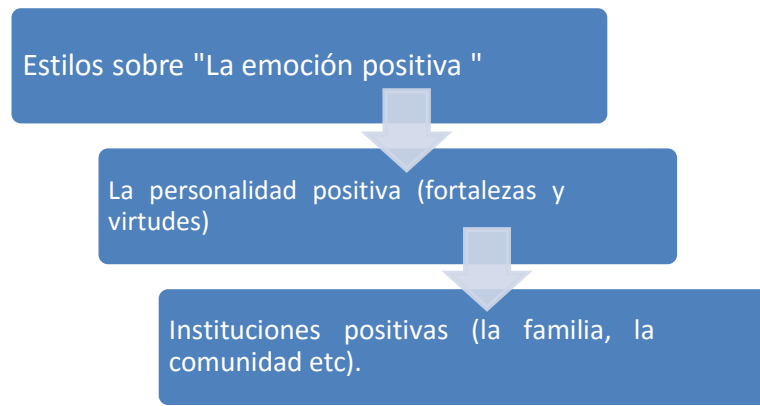 Estilos sobre "La emoción positiva "
La personalidad positiva (fortalezas y
virtudes)
Instituciones positivas (la familia, la
comunidad etc).